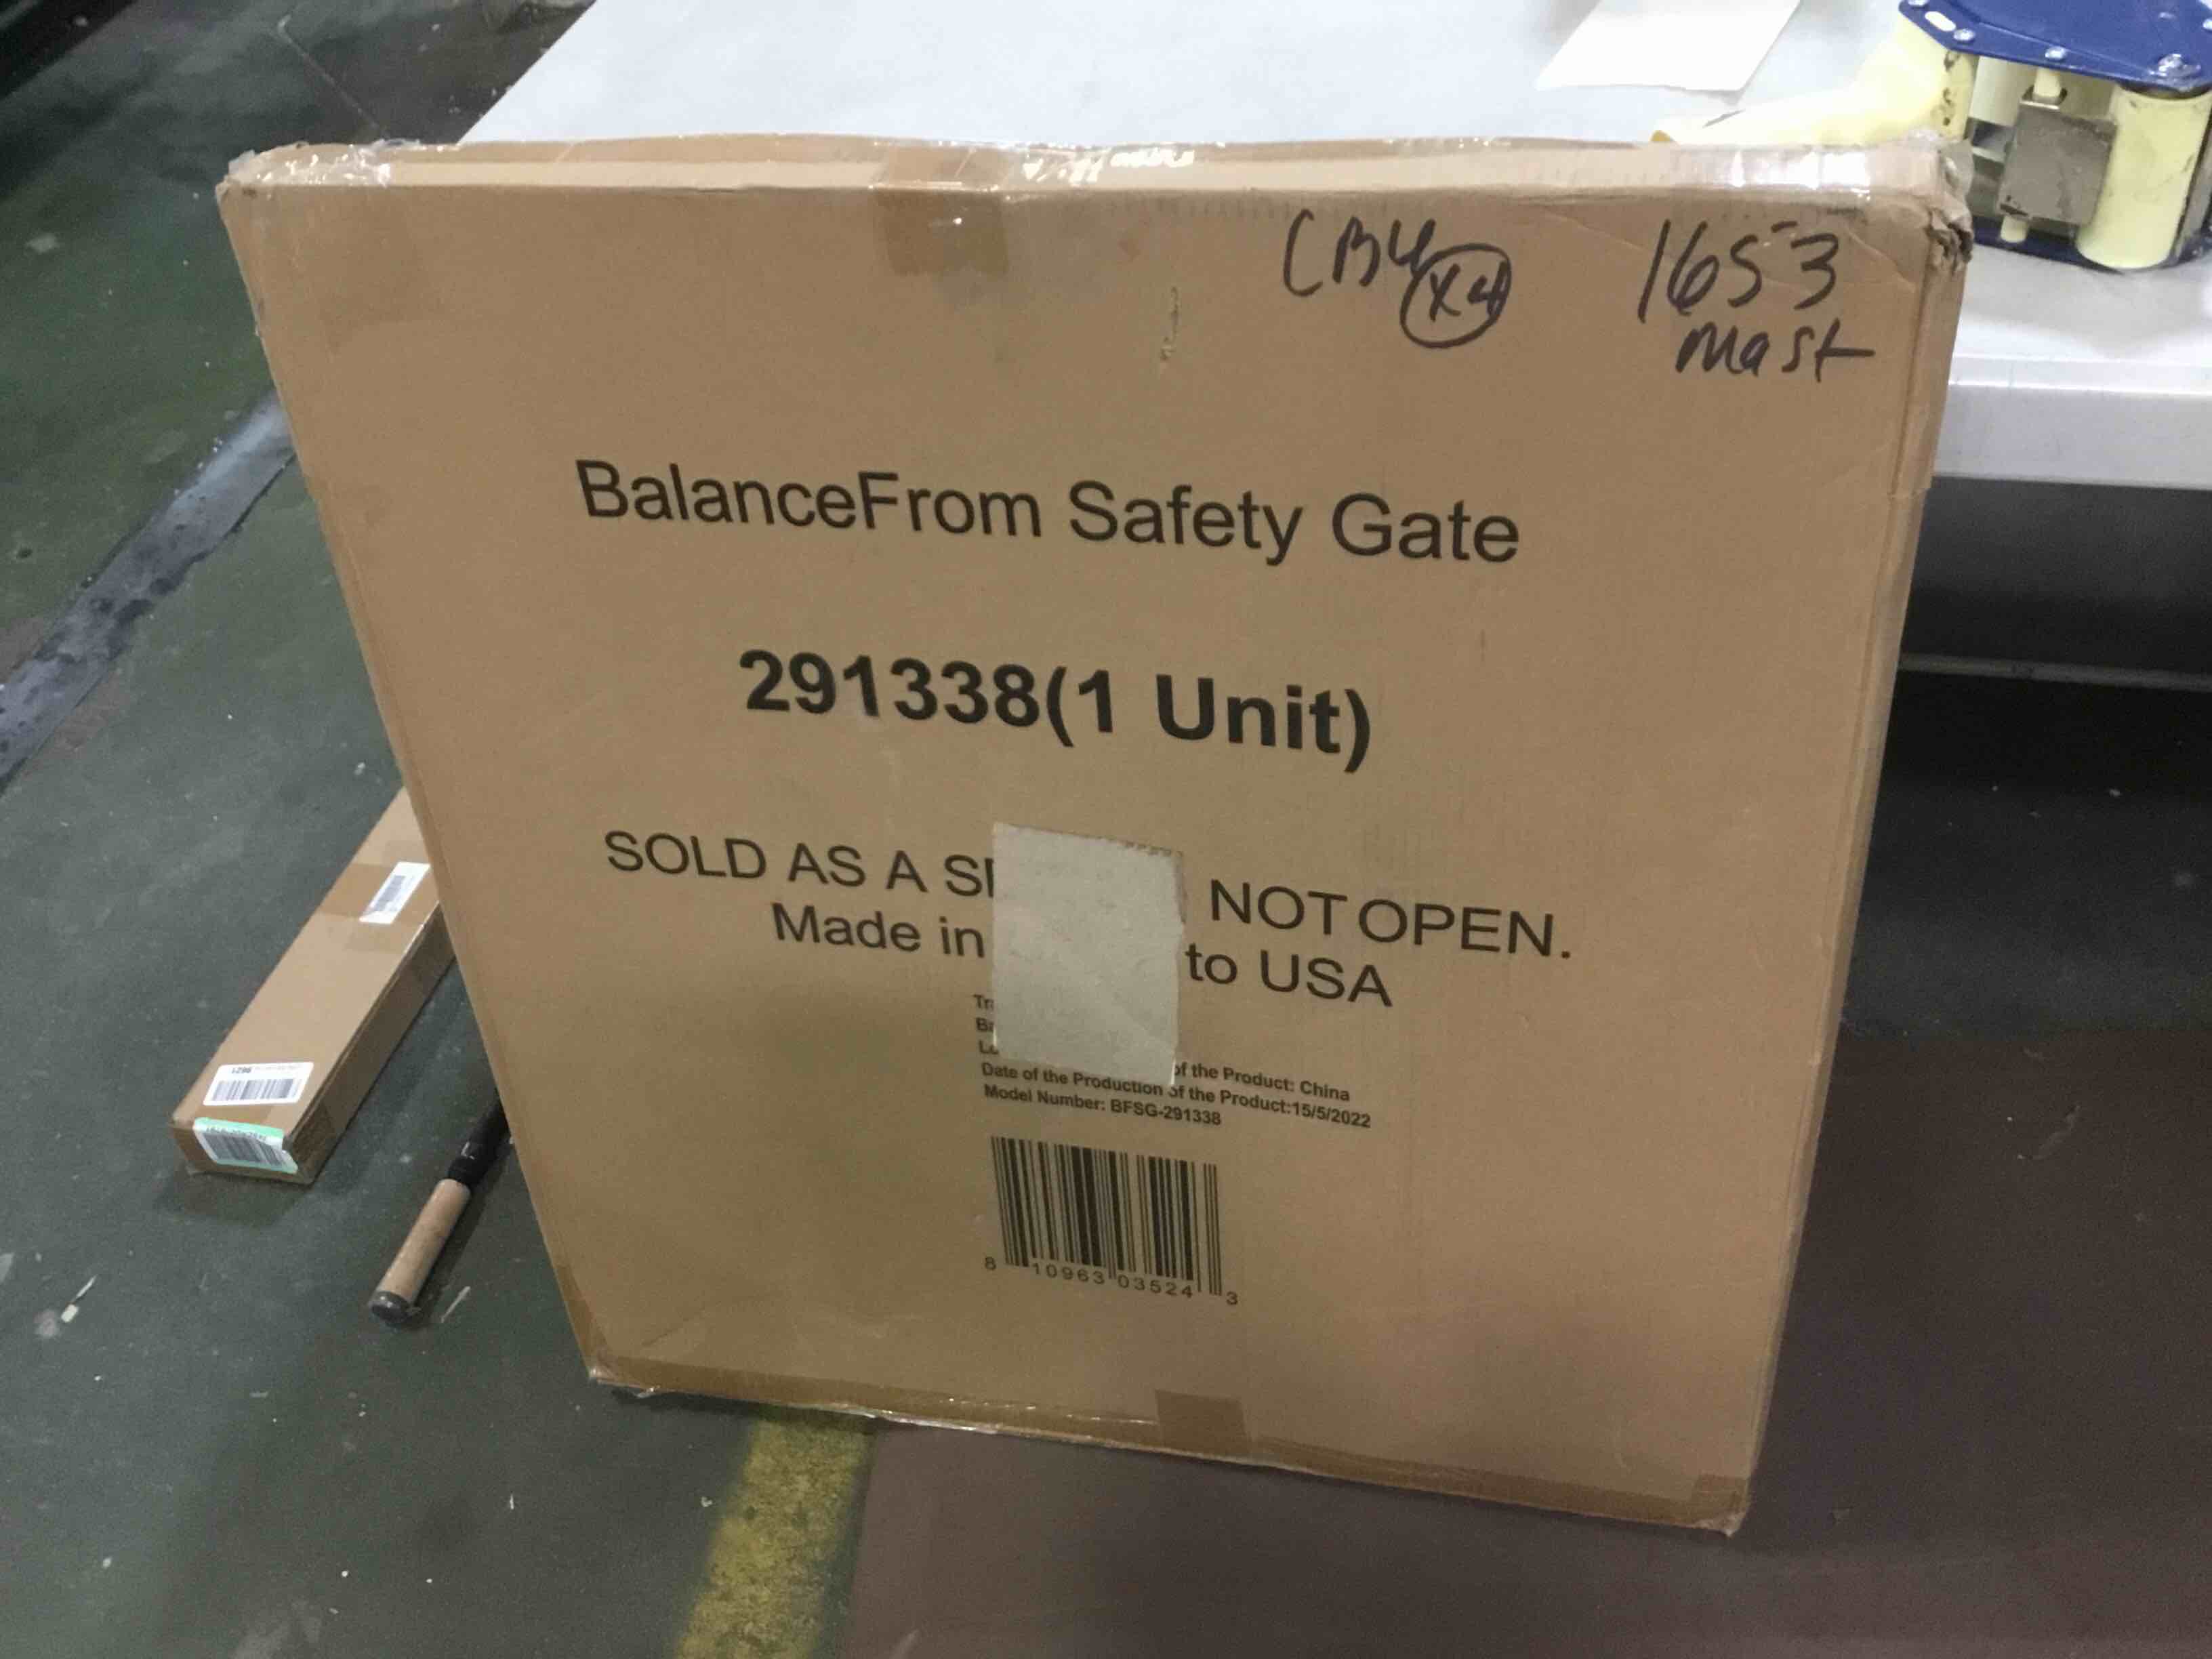 CB4 x4 1653
Mast
BalanceFrom Safety Gate
291338(1 Unit)
SOLD AS A NOT OPEN.
Made in to USA
of the Product: China
Date of the Production of the Product:15/5/2022
Model Number: BFSG-291338
8 10963 03524 3